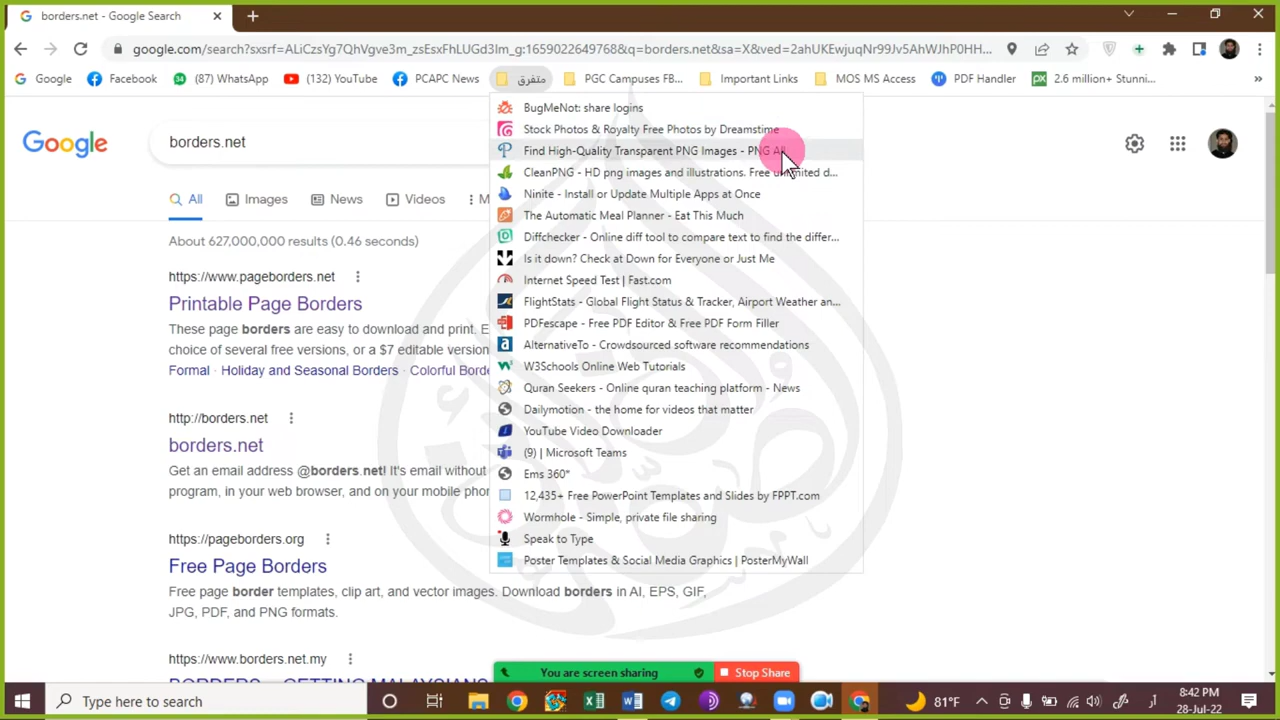 borders.net - Google Search
google.com/search?sxsrf=ALiCzsYg7QhVgve3m_zsEsxFhLUGd3lm_g:1659022649768&q=borders.net&sa=X&ved=2ahUKEwjuqNr99Jv5AhWJhP0HH...
Google
Facebook
(87) WhatsApp
(132) YouTube
PCAPC News
متفرق
PGC Campuses FB...
Important Links
MOS MS Access
PDF Handler
2.6 million+ Stunni...
Google
borders.net
All
Images
News
Videos
M
About 627,000,000 results (0.46 seconds)
https://www.pageborders.net
Printable Page Borders
These page borders are easy to download and print. E
choice of several free versions, or a $7 editable version
Formal · Holiday and Seasonal Borders · Colorful Borde
http://borders.net
borders.net
Get an email address @borders.net! It's email without
program, in your web browser, and on your mobile pho
https://pageborders.org
Free Page Borders
Free page border templates, clip art, and vector images. Download borders in AI, EPS, GIF,
JPG, PDF, and PNG formats.
https://www.borders.net.my
BORDERS - GETTING MALAYSIANS
BugMeNot: share logins
Stock Photos & Royalty Free Photos by Dreamstime
Find High-Quality Transparent PNG Images - PNG All
CleanPNG - HD png images and illustrations. Free unlimited d...
Ninite - Install or Update Multiple Apps at Once
The Automatic Meal Planner - Eat This Much
Diffchecker - Online diff tool to compare text to find the differ...
Is it down? Check at Down for Everyone or Just Me
Internet Speed Test | Fast.com
FlightStats - Global Flight Status & Tracker, Airport Weather an...
PDFescape - Free PDF Editor & Free PDF Form Filler
AlternativeTo - Crowdsourced software recommendations
W3Schools Online Web Tutorials
Quran Seekers - Online quran teaching platform - News
Dailymotion - the home for videos that matter
YouTube Video Downloader
(9) | Microsoft Teams
Ems 360°
12,435+ Free PowerPoint Templates and Slides by FPPT.com
Wormhole - Simple, private file sharing
Speak to Type
Poster Templates & Social Media Graphics | PosterMyWall
You are screen sharing
Stop Share
Type here to search
81°F
8:42 PM
28-Jul-22